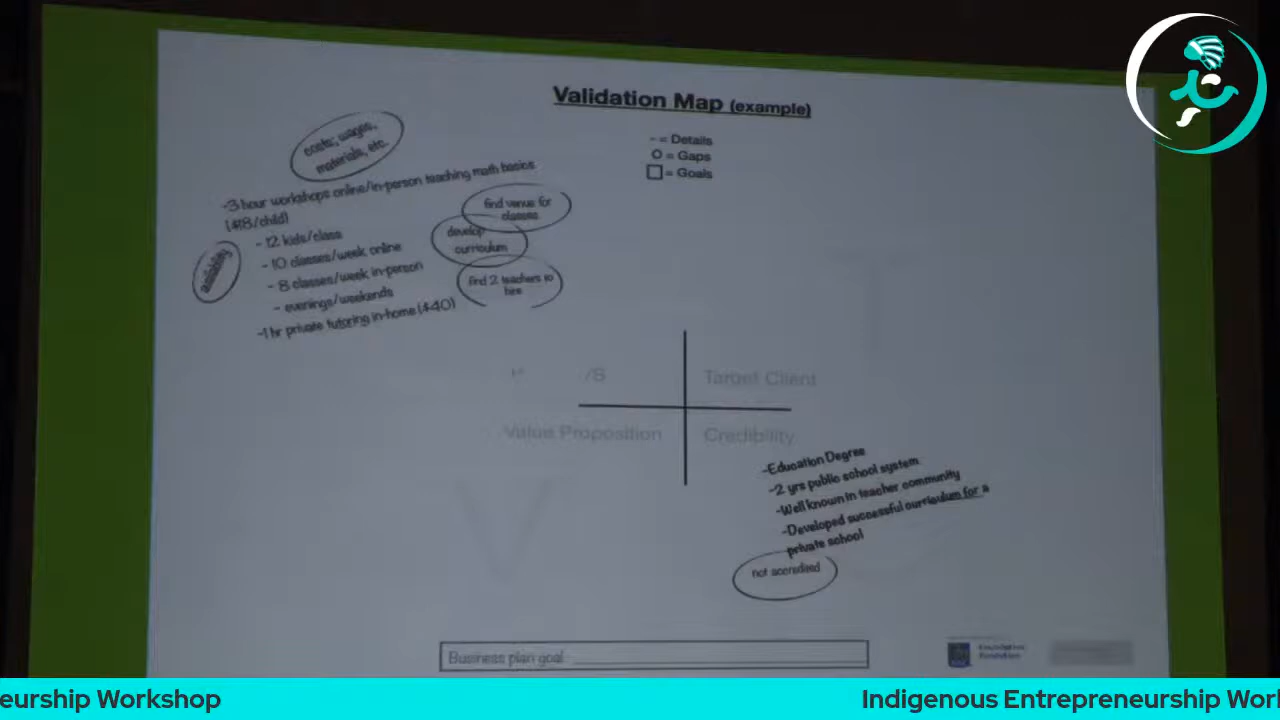 Validation Map (example)
- = Details
O = Gaps
= Goals
costs; wages,
materials, etc.
-3 hour workshops online/in-person teaching math basics
find venue for
classes
- 12 kids/class
develop
curriculum
- 10 classes/week online
availability
- 8 classes/week in-person
find 2 teachers to
hire
- evenings/weekends
-1 hr private tutoring in-home ($40)
/S
Target Client
Value Proposition
Credibility
-Education Degree
-2 yrs public school system
-Well known in teacher community
-Developed successful curriculum for a
private school
not accredited
Business plan goal:
eurship Workshop
Indigenous Entrepreneurship Work